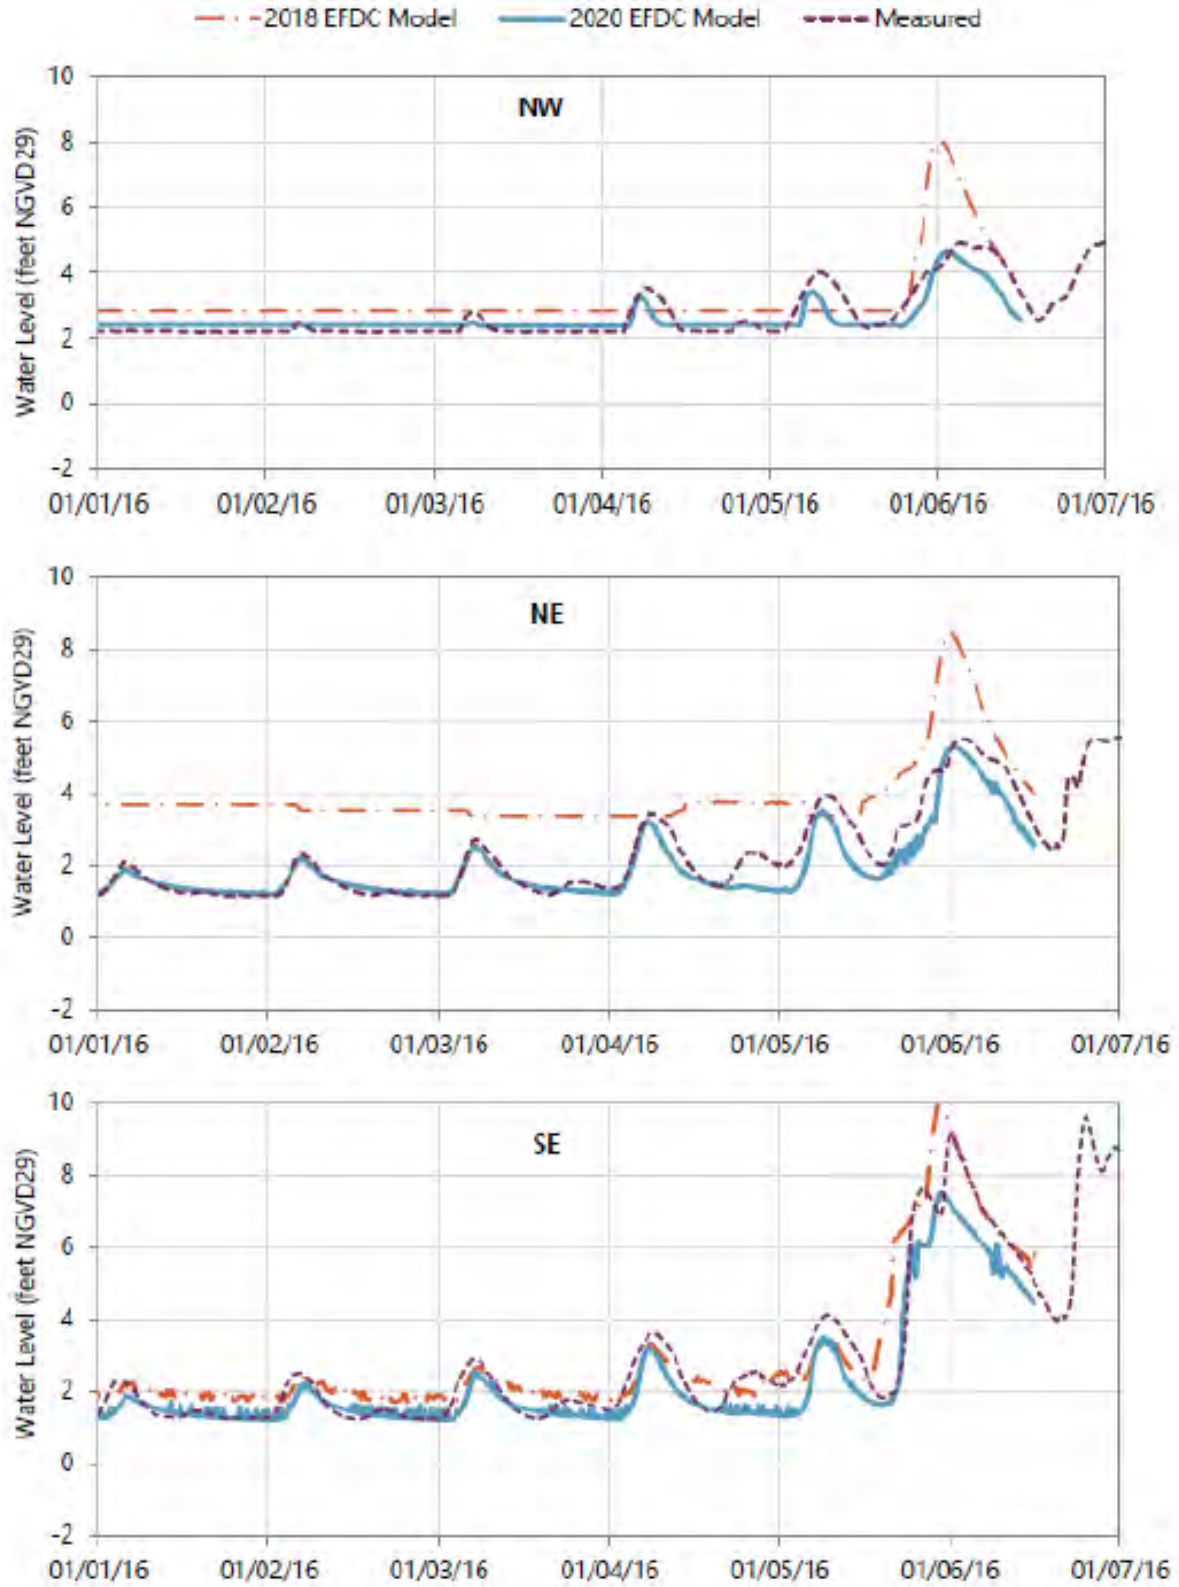 2018 EFDC Model 2020 EFDC Model Measured
NW
Water Level (feet NGVD29)
10
8
6
4
2
0
-2
01/01/16 01/02/16 01/03/16 01/04/16 01/05/16 01/06/16 01/07/16
NE
Water Level (feet NGVD29)
10
8
6
4
2
0
-2
01/01/16 01/02/16 01/03/16 01/04/16 01/05/16 01/06/16 01/07/16
SE
Water Level (feet NGVD29)
10
8
6
4
2
0
-2
01/01/16 01/02/16 01/03/16 01/04/16 01/05/16 01/06/16 01/07/16